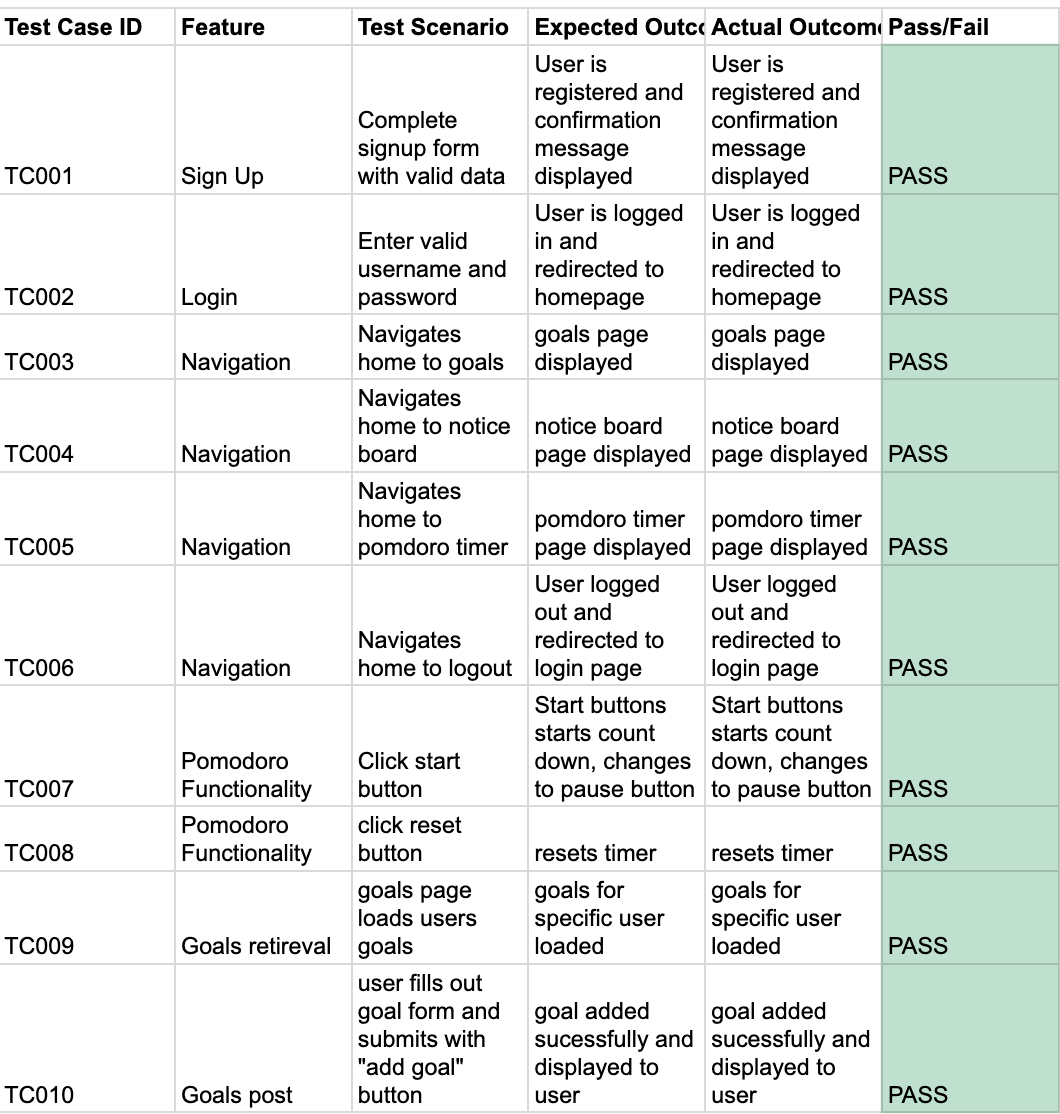 Test Case ID Feature Test Scenario Expected Outco Actual Outcome Pass/Fail
TC001 Sign Up Complete signup form with valid data User is registered and confirmation message displayed User is registered and confirmation message displayed PASS
TC002 Login Enter valid username and password User is logged in and redirected to homepage User is logged in and redirected to homepage PASS
TC003 Navigation Navigates home to goals goals page displayed goals page displayed PASS
TC004 Navigation Navigates home to notice board notice board page displayed notice board page displayed PASS
TC005 Navigation Navigates home to pomdoro timer pomdoro timer page displayed pomdoro timer page displayed PASS
TC006 Navigation Navigates home to logout User logged out and redirected to login page User logged out and redirected to login page PASS
TC007 Pomodoro Functionality Click start button Start buttons starts count down, changes to pause button Start buttons starts count down, changes to pause button PASS
TC008 Pomodoro Functionality click reset button resets timer resets timer PASS
TC009 Goals retireval goals page loads users goals goals for specific user loaded goals for specific user loaded PASS
TC010 Goals post user fills out goal form and submits with "add goal" button goal added sucessfully and displayed to user goal added sucessfully and displayed to user PASS